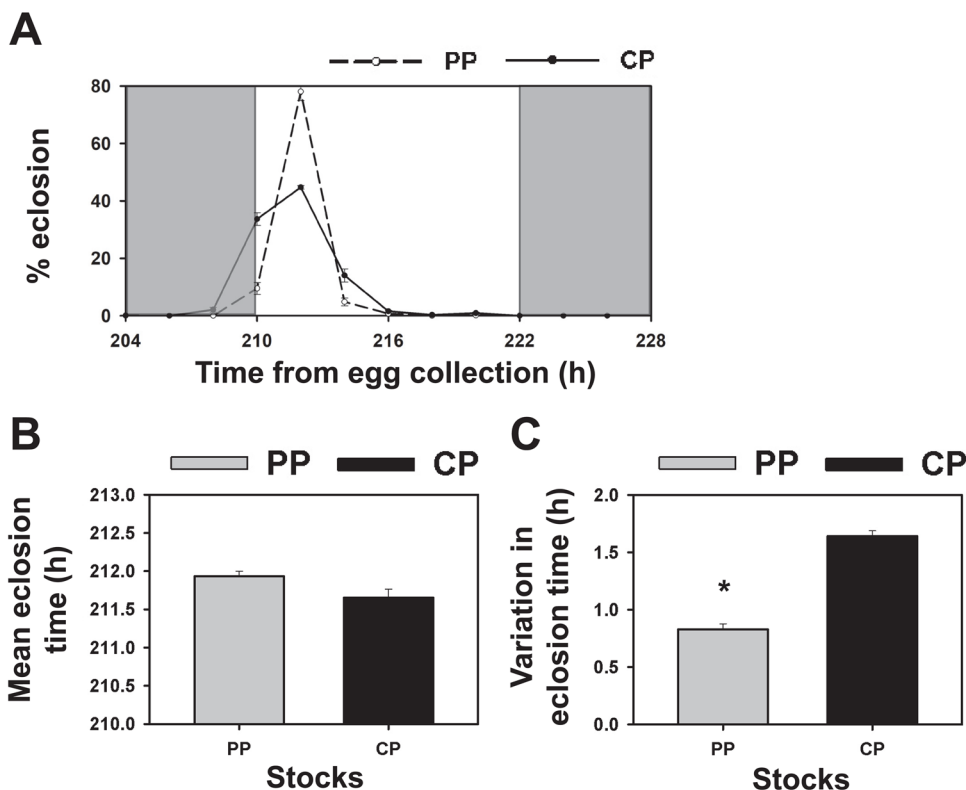 A
PP CP
80
60
40
20
0
% eclosion
204 210 216 222 228
Time from egg collection (h)
B
PP CP
213.0
212.5
212.0
211.5
211.0
210.5
210.0
Mean eclosion
time (h)
PP CP
Stocks
C
PP CP
2.0
1.5
1.0
0.5
0.0
Variation in
eclosion time (h)
*
PP CP
Stocks